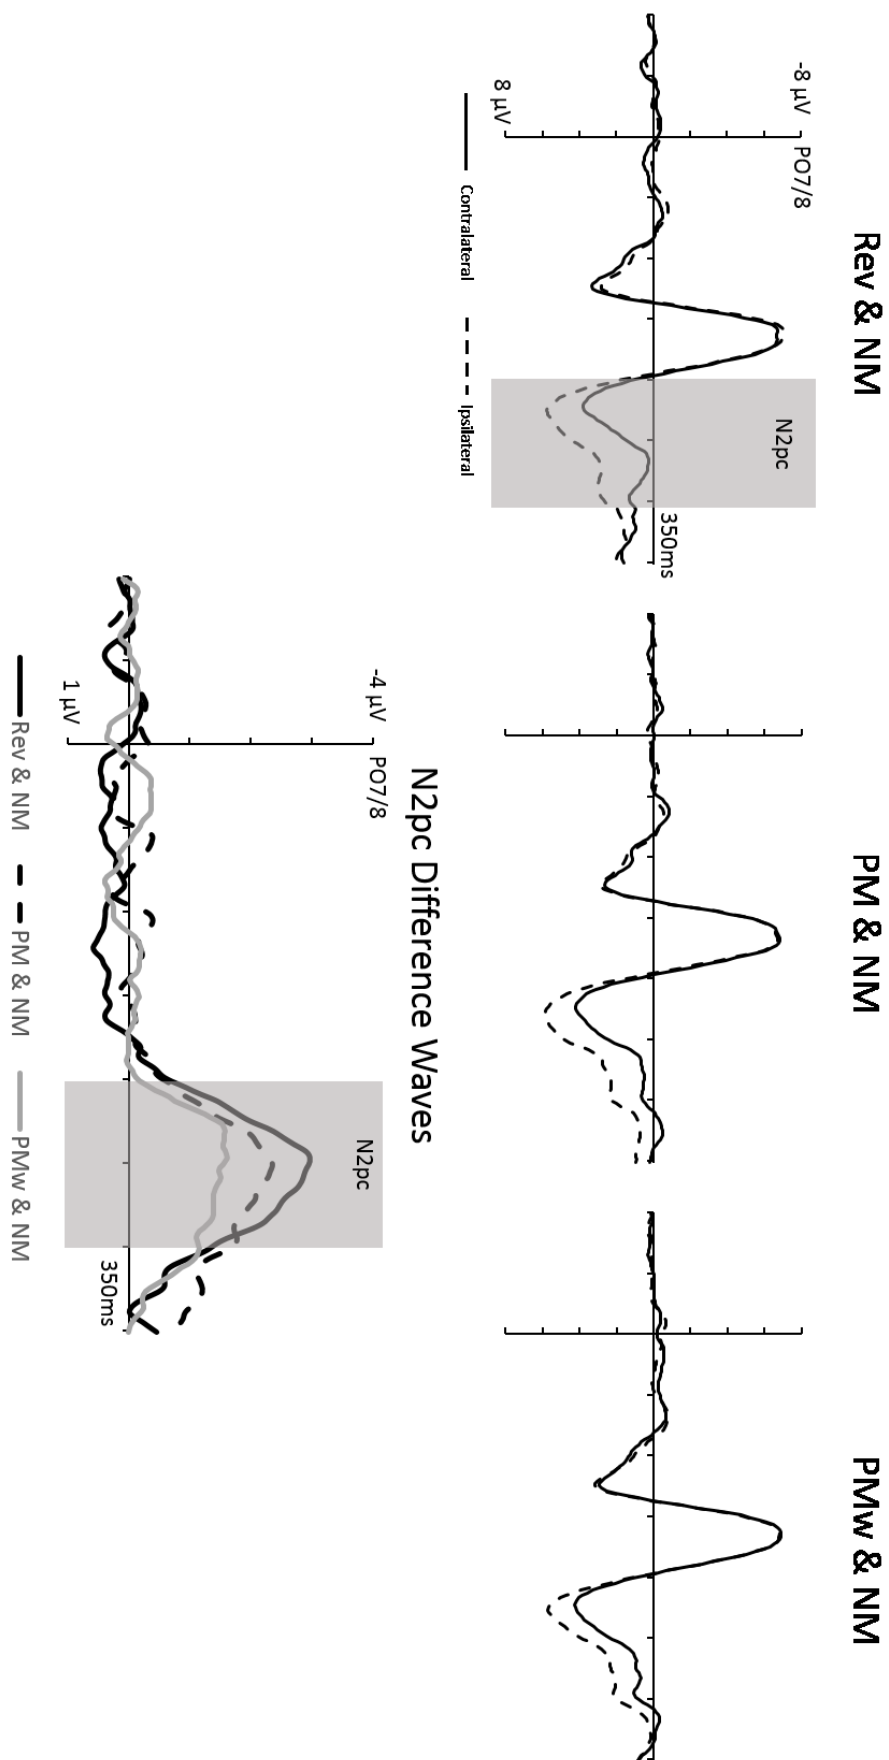 Rev & NM
PM & NM
PMw & NM
-8 µV
PO7/8
N2pc
350ms
8 µV
Contralateral
Ipsilateral
N2pc Difference Waves
-4 µV
PO7/8
N2pc
350ms
1 µV
Rev & NM
PM & NM
PMw & NM